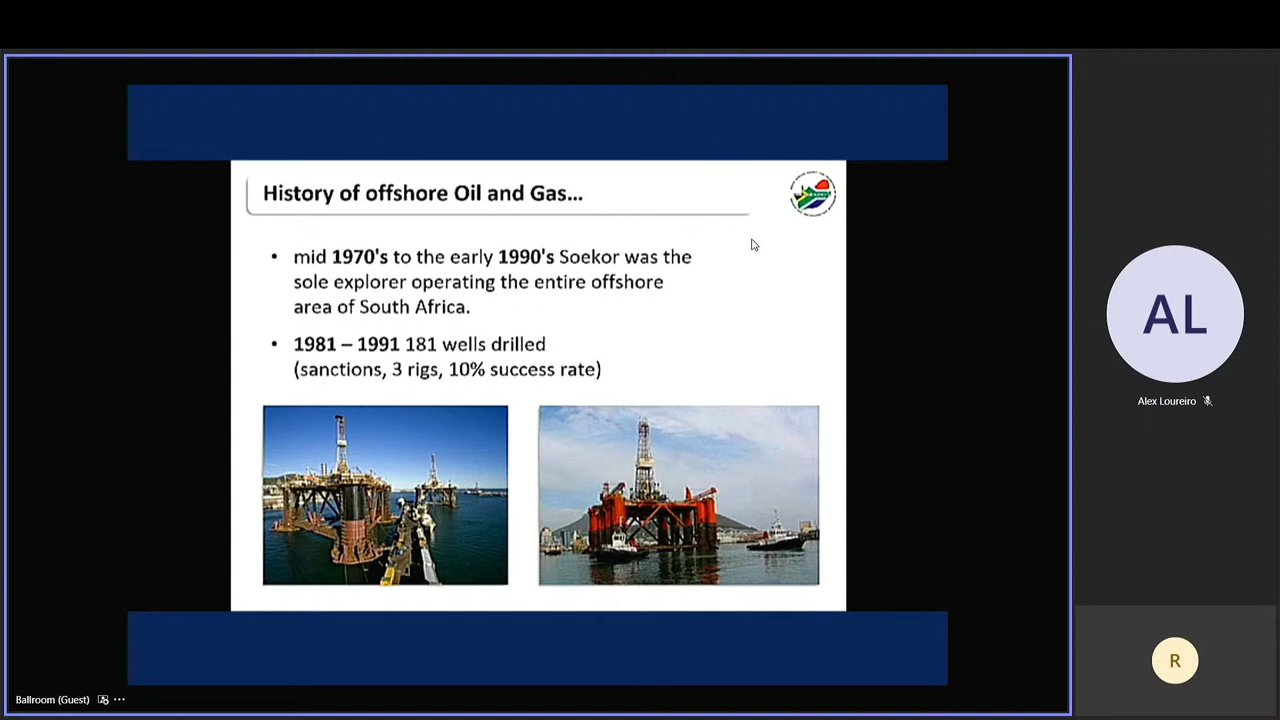 History of offshore Oil and Gas...
• mid 1970's to the early 1990's Soekor was the
sole explorer operating the entire offshore
area of South Africa.
• 1981 – 1991 181 wells drilled
(sanctions, 3 rigs, 10% success rate)
AL
Alex Loureiro
R
Ballroom (Guest)